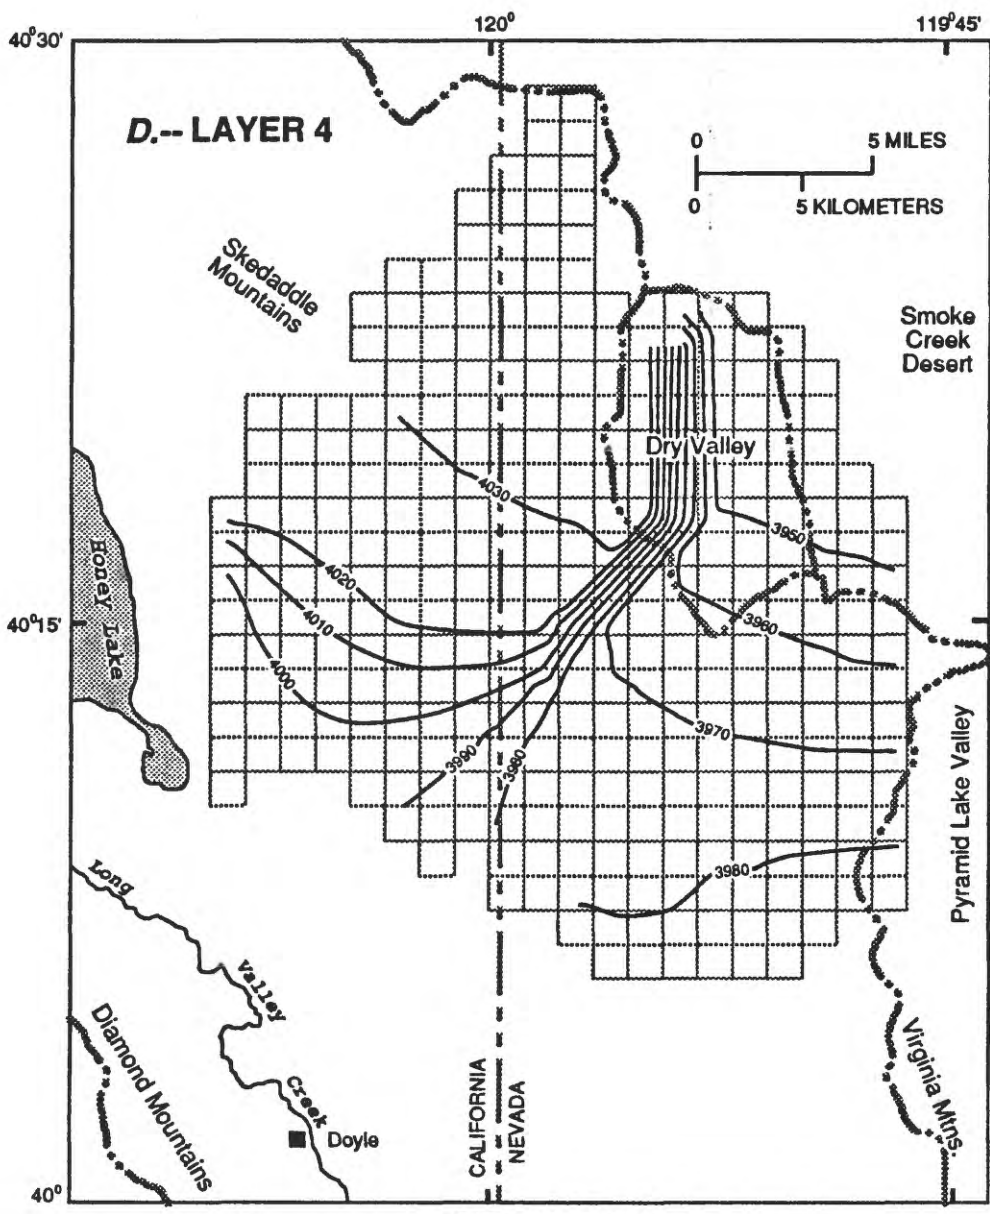 40°30'
120°
119°45'
D.-- LAYER 4
0 5 MILES
0 5 KILOMETERS
Skedaddle
Mountains
Smoke
Creek
Desert
Dry Valley
4030
3950
4020
Honey Lake
40°15'
4010
3960
4000
3970
3990
3980
Pyramid Lake Valley
3980
Long
Valley
Creek
Diamond Mountains
Doyle
CALIFORNIA
NEVADA
Virginia Mtns.
40°